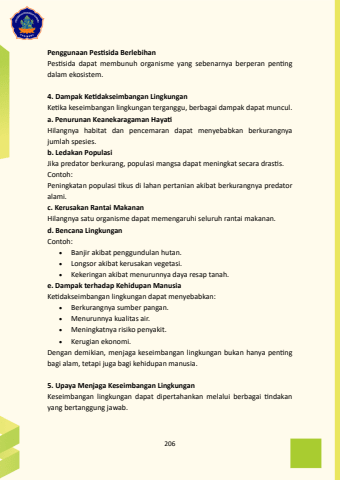 Penggunaan Pestisida Berlebihan
Pestisida dapat membunuh organisme yang sebenarnya berperan penting
dalam ekosistem.
4. Dampak Ketidakseimbangan Lingkungan
Ketika keseimbangan lingkungan terganggu, berbagai dampak dapat muncul.
a. Penurunan Keanekaragaman Hayati
Hilangnya habitat dan pencemaran dapat menyebabkan berkurangnya
jumlah spesies.
b. Ledakan Populasi
Jika predator berkurang, populasi mangsa dapat meningkat secara drastis.
Contoh:
Peningkatan populasi tikus di lahan pertanian akibat berkurangnya predator
alami.
c. Kerusakan Rantai Makanan
Hilangnya satu organisme dapat memengaruhi seluruh rantai makanan.
d. Bencana Lingkungan
Contoh:
• Banjir akibat penggundulan hutan.
• Longsor akibat kerusakan vegetasi.
• Kekeringan akibat menurunnya daya resap tanah.
e. Dampak terhadap Kehidupan Manusia
Ketidakseimbangan lingkungan dapat menyebabkan:
• Berkurangnya sumber pangan.
• Menurunnya kualitas air.
• Meningkatnya risiko penyakit.
• Kerugian ekonomi.
Dengan demikian, menjaga keseimbangan lingkungan bukan hanya penting
bagi alam, tetapi juga bagi kehidupan manusia.
5. Upaya Menjaga Keseimbangan Lingkungan
Keseimbangan lingkungan dapat dipertahankan melalui berbagai tindakan
yang bertanggung jawab.
206